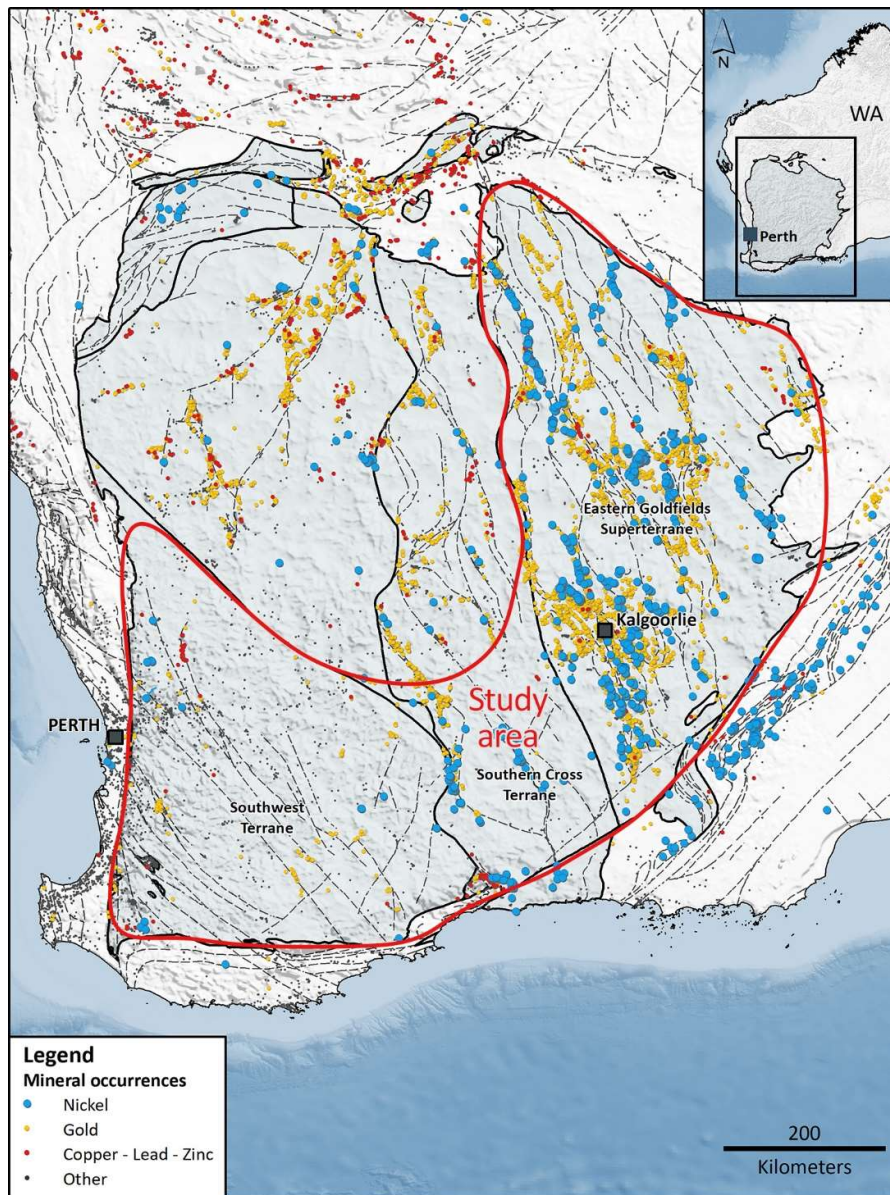 N
WA
Perth
Eastern Goldfields
Superterrane
Kalgoorlie
Study
area
PERTH
Southern Cross
Terrane
Southwest
Terrane
Legend
Mineral occurrences
Nickel
Gold
Copper - Lead - Zinc
Other
200
Kilometers